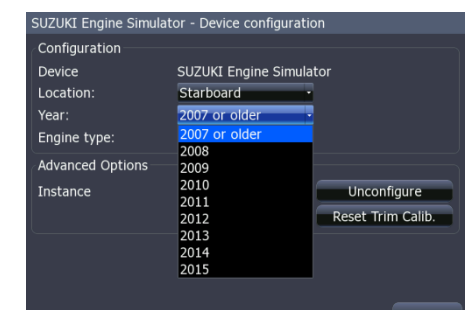 SUZUKI Engine Simulator - Device configuration
Configuration
Device SUZUKI Engine Simulator
Location: Starboard
Year: 2007 or older
Engine type: 2007 or older
2008
Advanced Options 2009
Instance 2010 Unconfigure
2011
2012 Reset Trim Calib.
2013
2014
2015